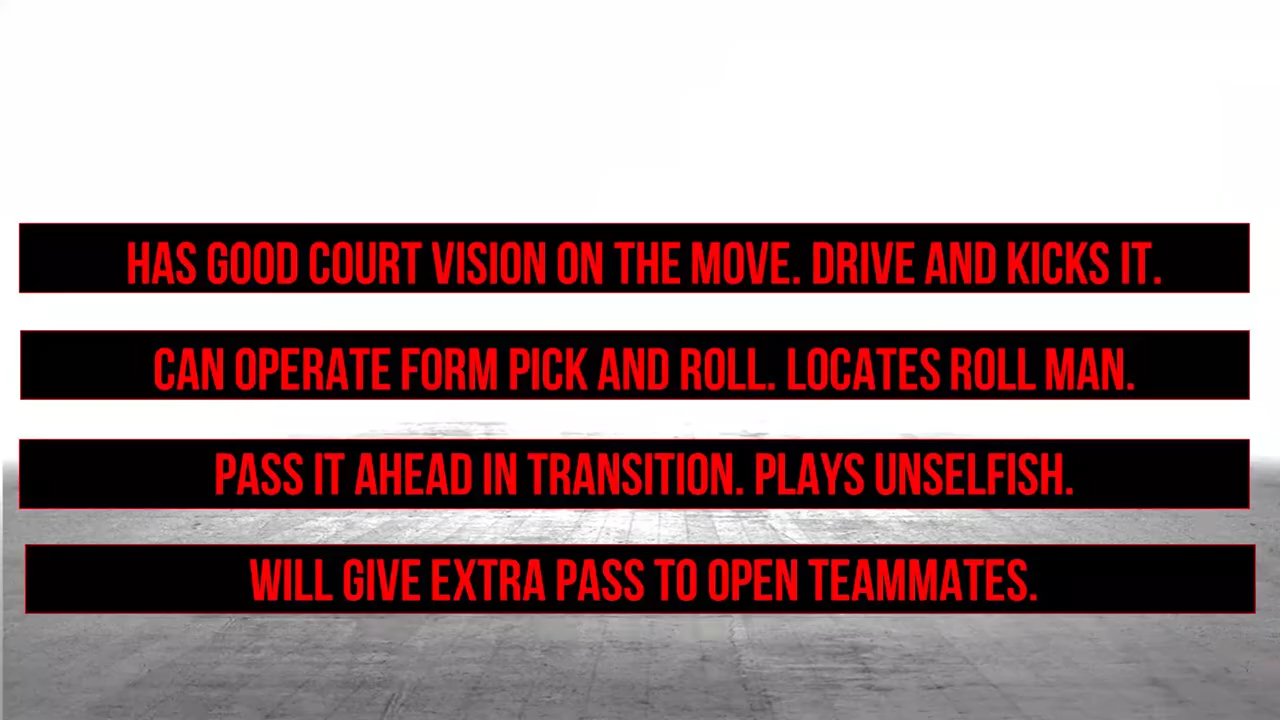 HAS GOOD COURT VISION ON THE MOVE. DRIVE AND KICKS IT.
CAN OPERATE FORM PICK AND ROLL. LOCATES ROLL MAN.
PASS IT AHEAD IN TRANSITION. PLAYS UNSELFISH.
WILL GIVE EXTRA PASS TO OPEN TEAMMATES.